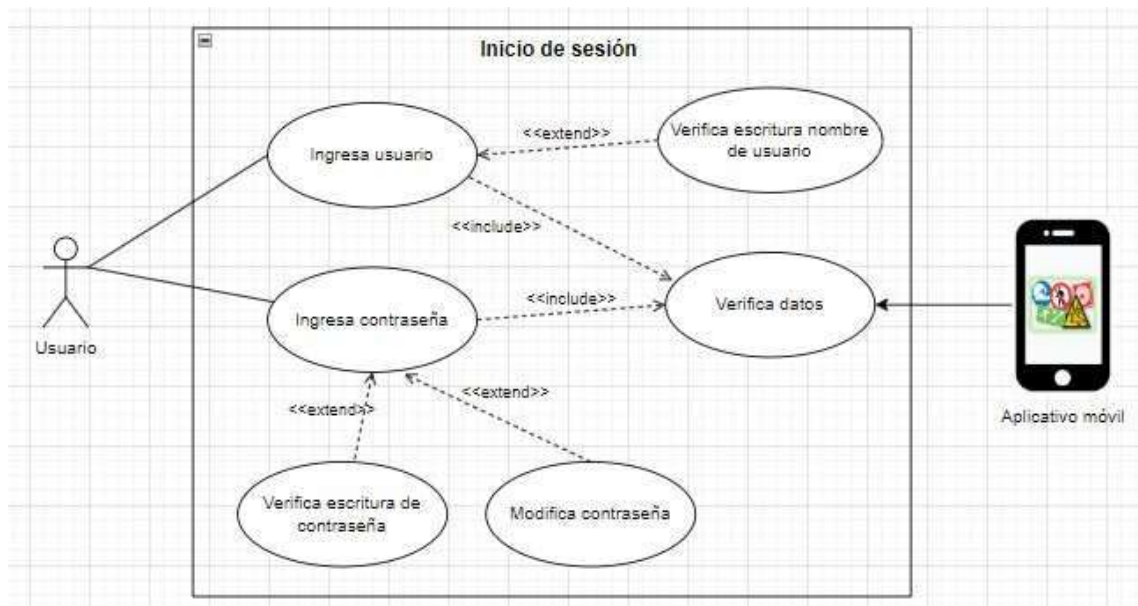 Inicio de sesión
Ingresa usuario
<<extend>>
Verifica escritura nombre
de usuario
<<include>>
Usuario
Ingresa contraseña
<<include>>
Verifica datos
Aplicativo móvil
<<extend>>
<<extend>>
Verifica escritura de
contraseña
Modifica contraseña